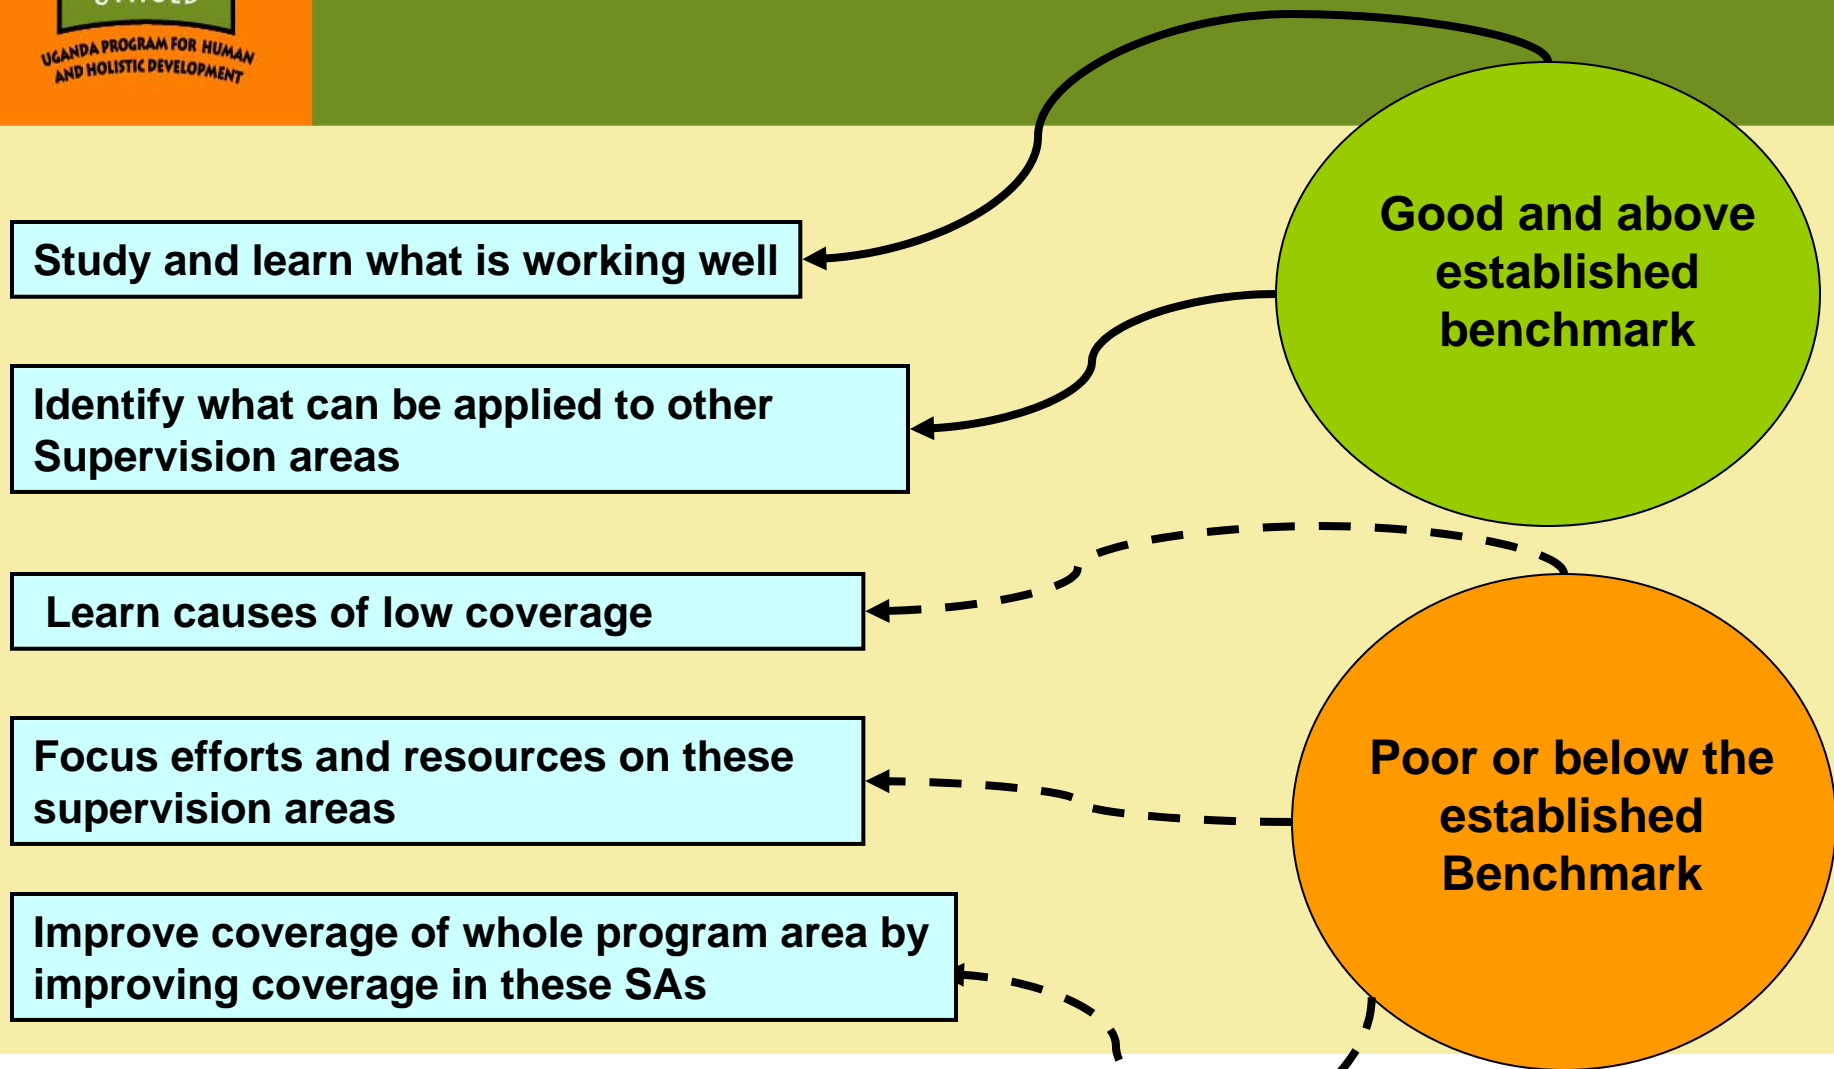 UGANDA PROGRAM FOR HUMAN
AND HOLISTIC DEVELOPMENT
Good and above
established
benchmark
Study and learn what is working well
Identify what can be applied to other
Supervision areas
Learn causes of low coverage
Focus efforts and resources on these
supervision areas
Poor or below the
established
Benchmark
Improve coverage of whole program area by
improving coverage in these SAs